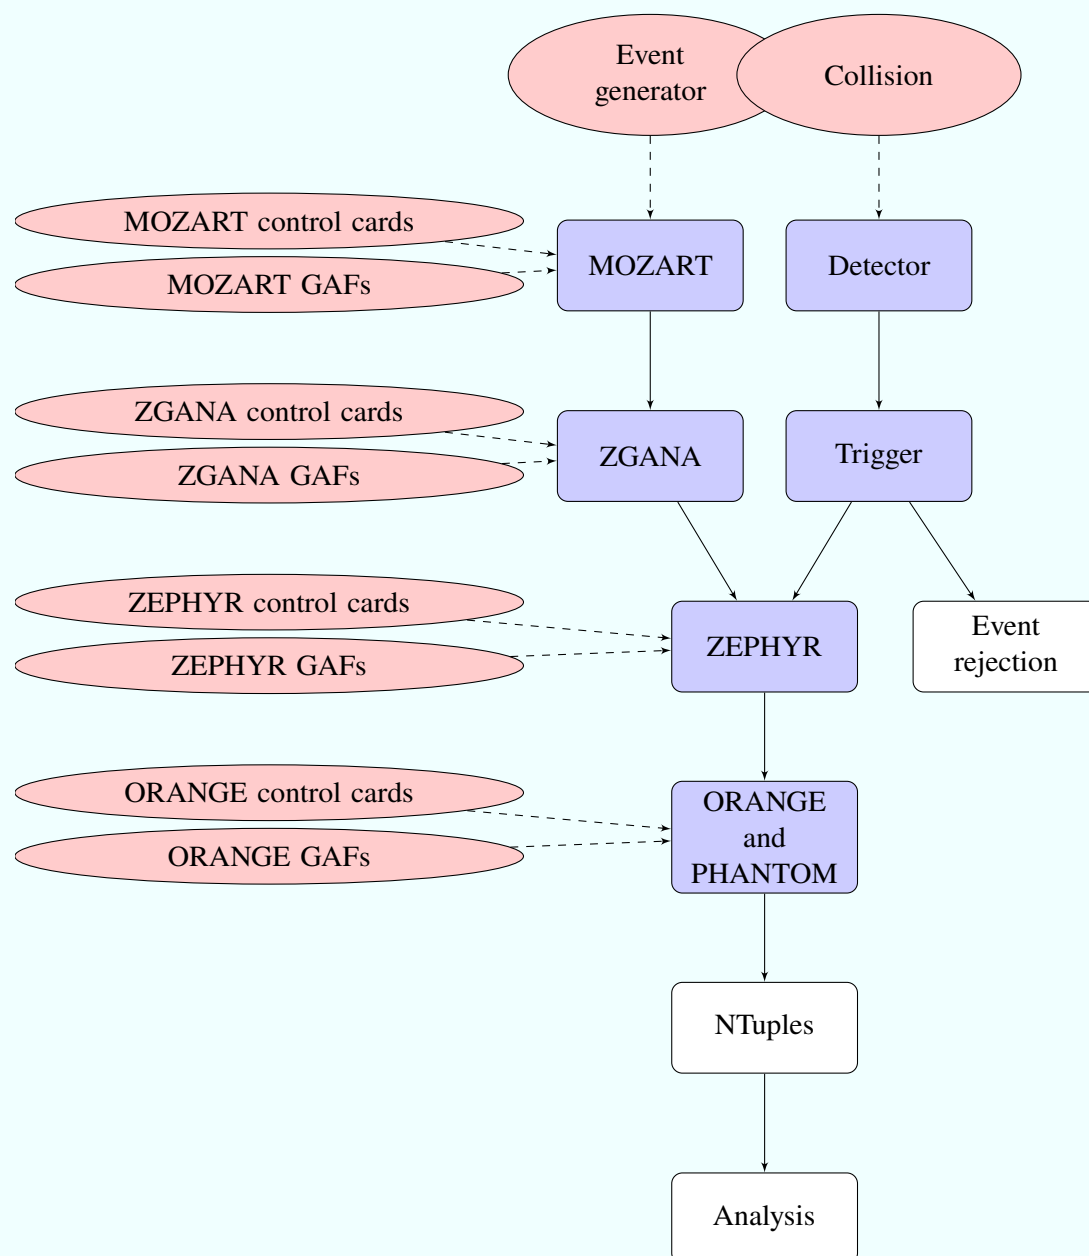 Event
generator
Collision
MOZART control cards
MOZART GAFs
MOZART
Detector
ZGANA control cards
ZGANA GAFs
ZGANA
Trigger
ZEPHYR control cards
ZEPHYR GAFs
ZEPHYR
Event
rejection
ORANGE control cards
ORANGE GAFs
ORANGE
and
PHANTOM
NTuples
Analysis